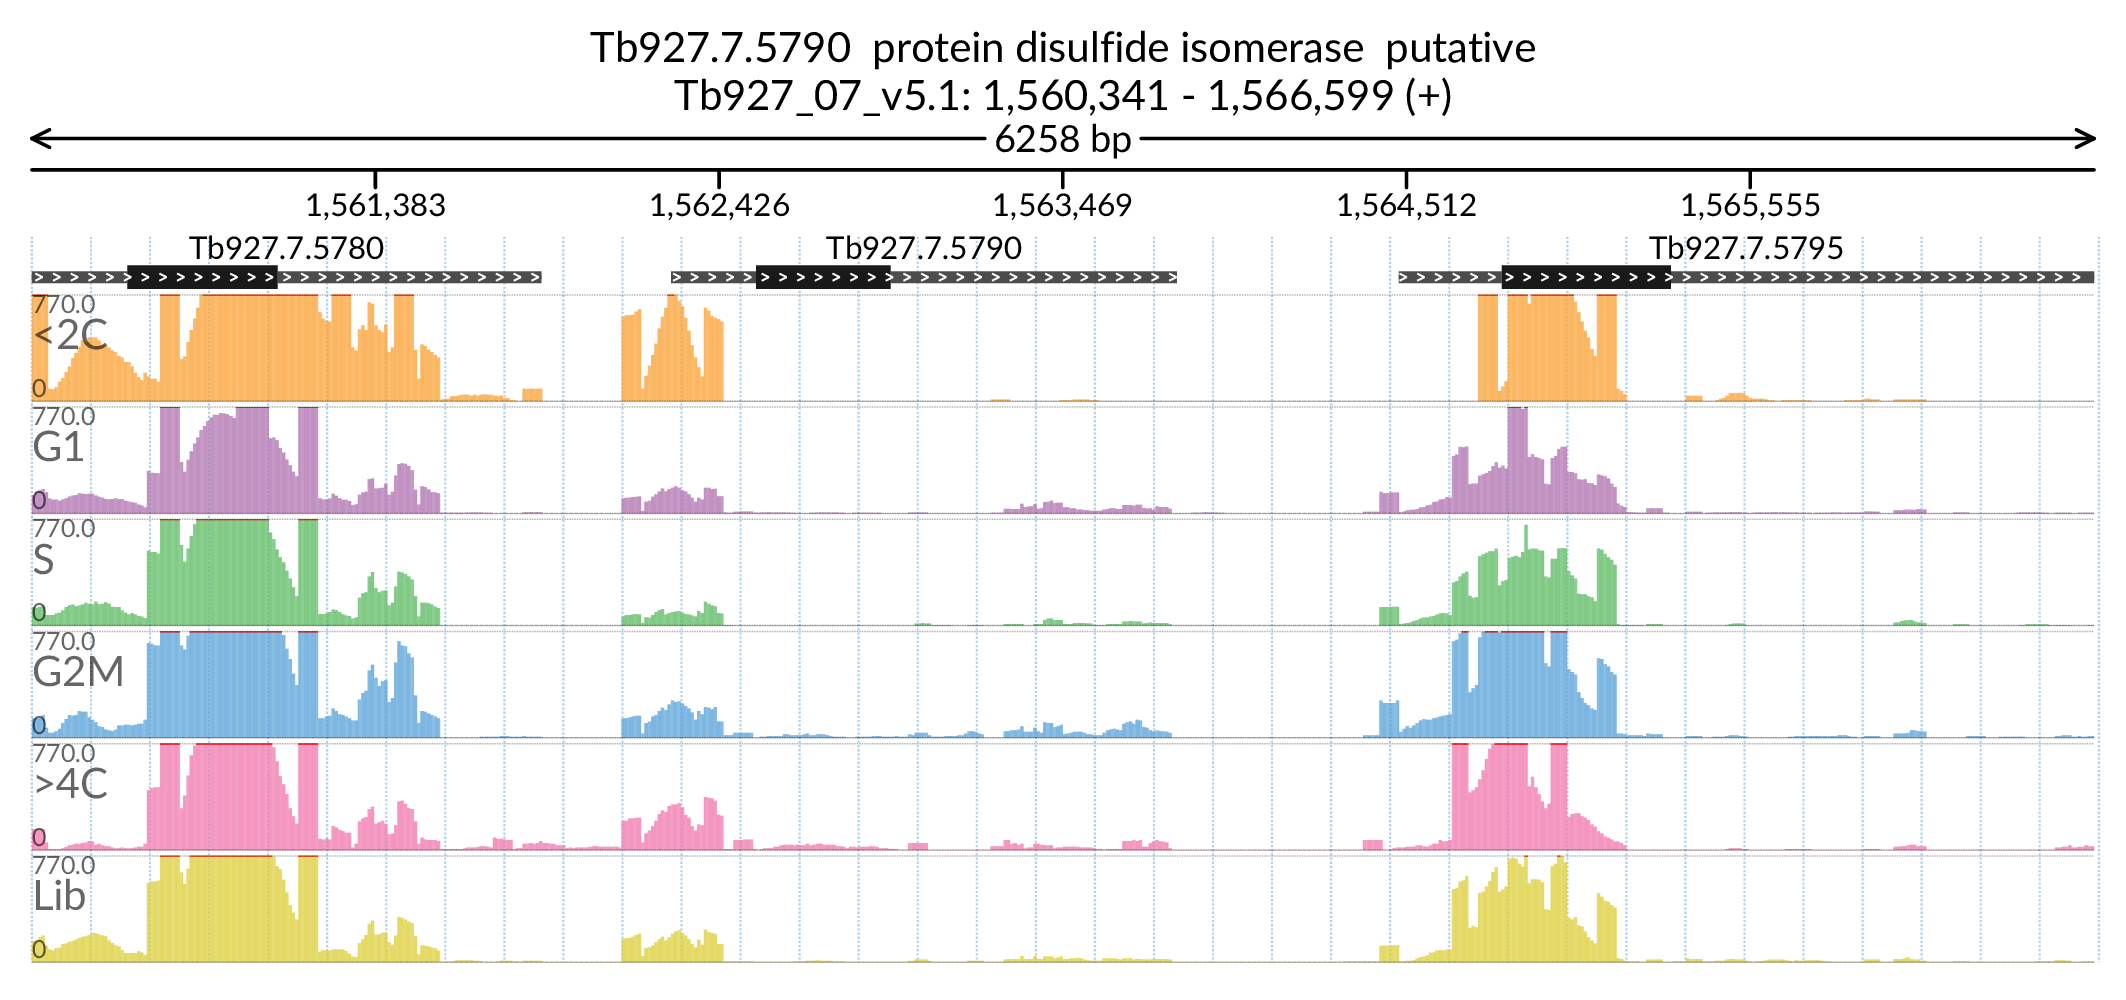 Tb927.7.5790 protein disulfide isomerase putative
Tb927_07_v5.1: 1,560,341 - 1,566,599 (+)
6258 bp
1,561,383 1,562,426 1,563,469 1,564,512 1,565,555
Tb927.7.5780 Tb927.7.5790 Tb927.7.5795
770.0
<2C
0
770.0
G1
0
770.0
S
0
770.0
G2M
0
770.0
>4C
0
770.0
Lib
0